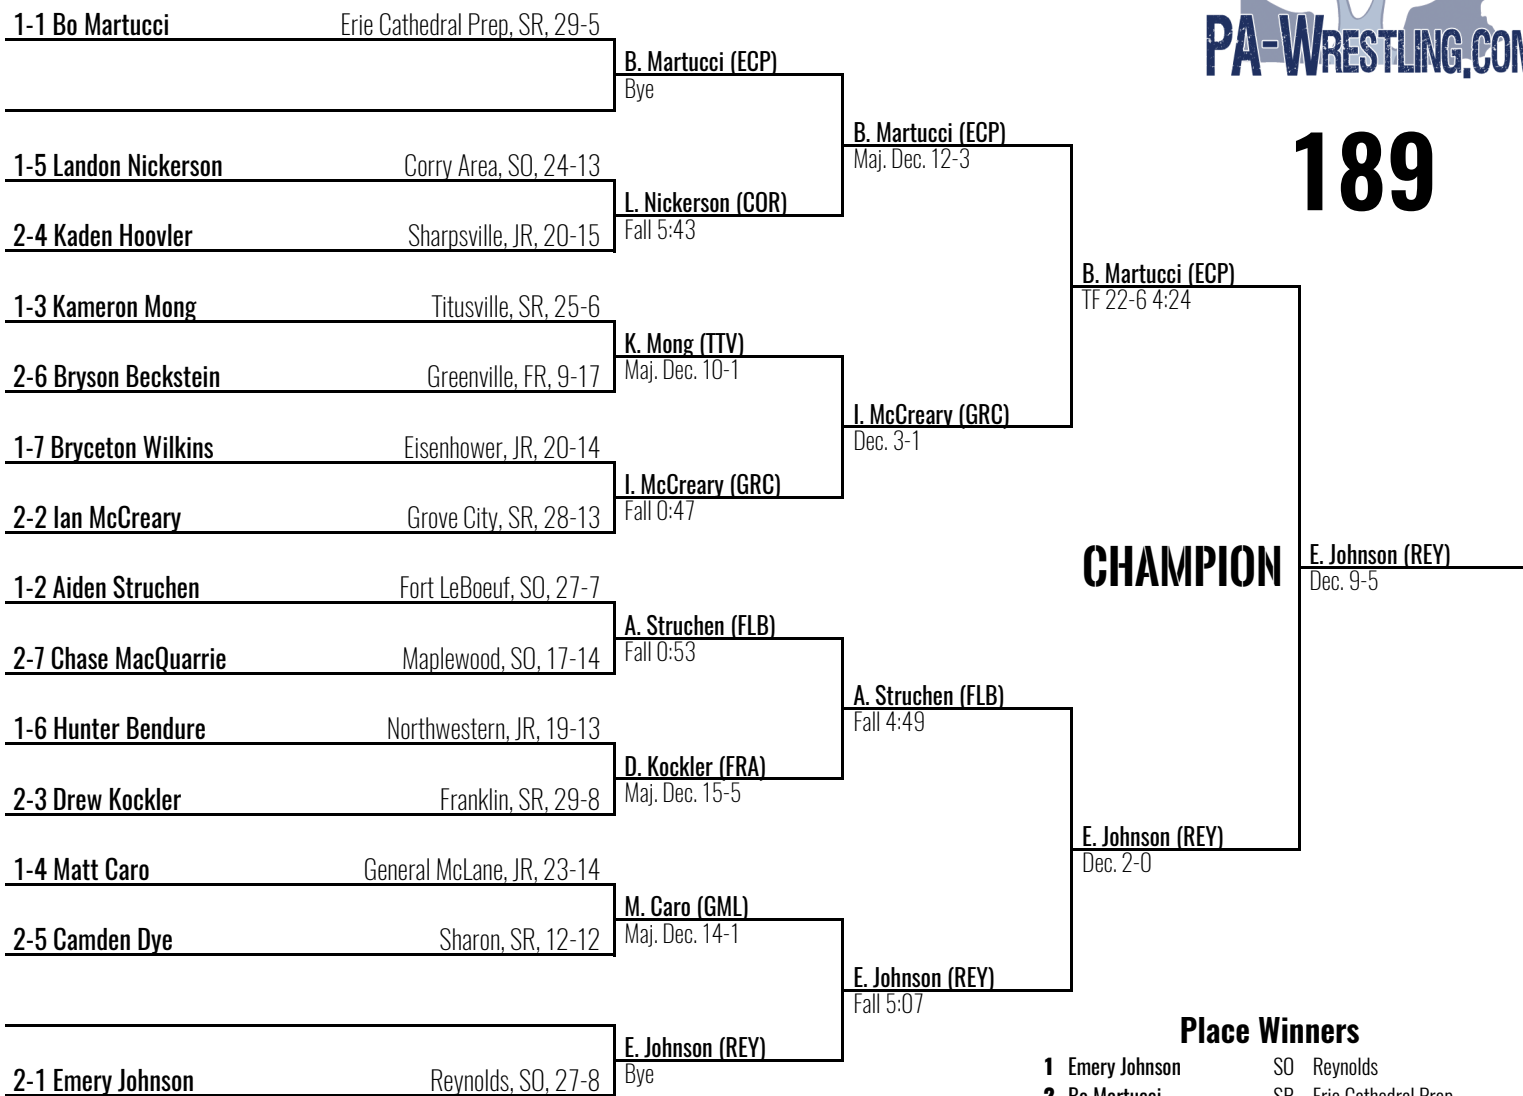 1-1 Bo Martucci Erie Cathedral Prep, SR, 29-5
B. Martucci (ECP)
Bye
1-5 Landon Nickerson Corry Area, SO, 24-13
L. Nickerson (COR)
Fall 5:43
2-4 Kaden Hoovler Sharpsville, JR, 20-15
B. Martucci (ECP)
Maj. Dec. 12-3
1-3 Kameron Mong Titusville, SR, 25-6
K. Mong (TTV)
Maj. Dec. 10-1
2-6 Bryson Beckstein Greenville, FR, 9-17
1-7 Bryceton Wilkins Eisenhower, JR, 20-14
I. McCreary (GRC)
Fall 0:47
2-2 Ian McCreary Grove City, SR, 28-13
I. McCreary (GRC)
Dec. 3-1
B. Martucci (ECP)
TF 22-6 4:24
1-2 Aiden Struchen Fort LeBoeuf, SO, 27-7
A. Struchen (FLB)
Fall 0:53
2-7 Chase MacQuarrie Maplewood, SO, 17-14
1-6 Hunter Bendure Northwestern, JR, 19-13
D. Kockler (FRA)
Maj. Dec. 15-5
2-3 Drew Kockler Franklin, SR, 29-8
A. Struchen (FLB)
Fall 4:49
1-4 Matt Caro General McLane, JR, 23-14
M. Caro (GML)
Maj. Dec. 14-1
2-5 Camden Dye Sharon, SR, 12-12
E. Johnson (REY)
Bye
2-1 Emery Johnson Reynolds, SO, 27-8
E. Johnson (REY)
Fall 5:07
E. Johnson (REY)
Dec. 2-0
CHAMPION
E. Johnson (REY)
Dec. 9-5
PA-WRESTLING.COM
189
Place Winners
1 Emery Johnson SO Reynolds
2 Bo Martucci SR Erie Cathedral Prep